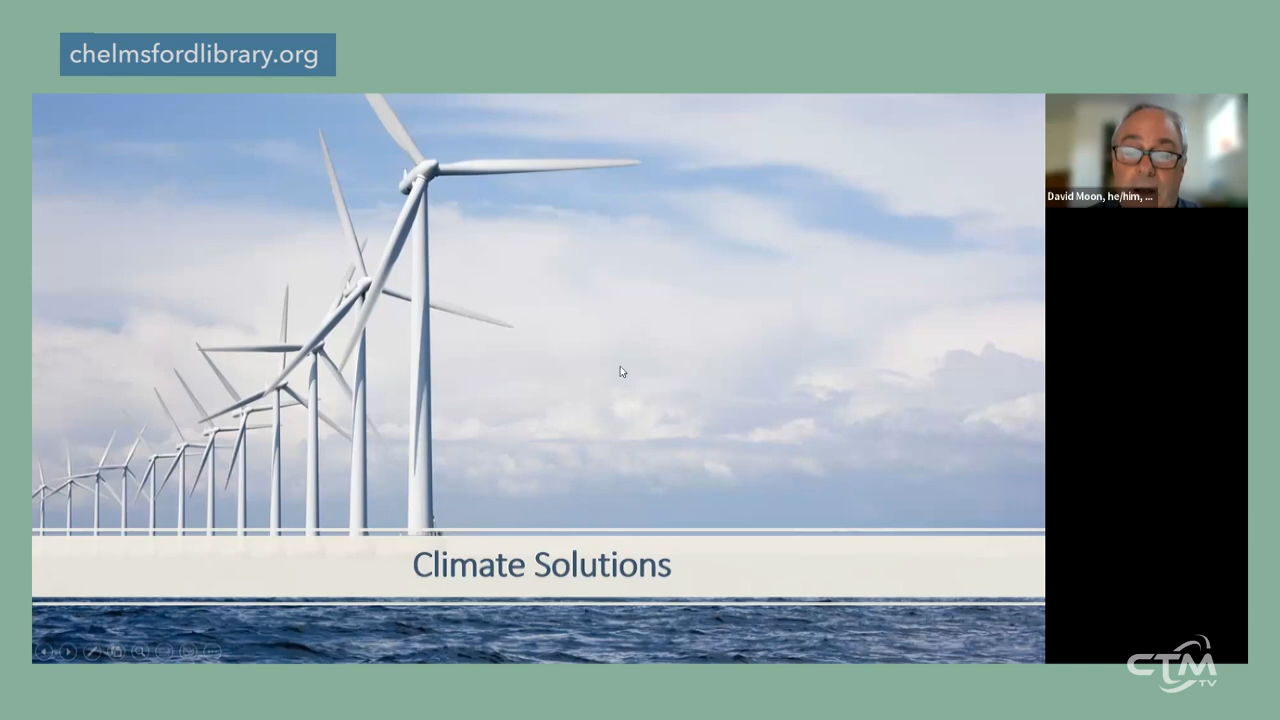 chelmsfordlibrary.org
David Moon, he/him, ...
Climate Solutions
CTM
TV